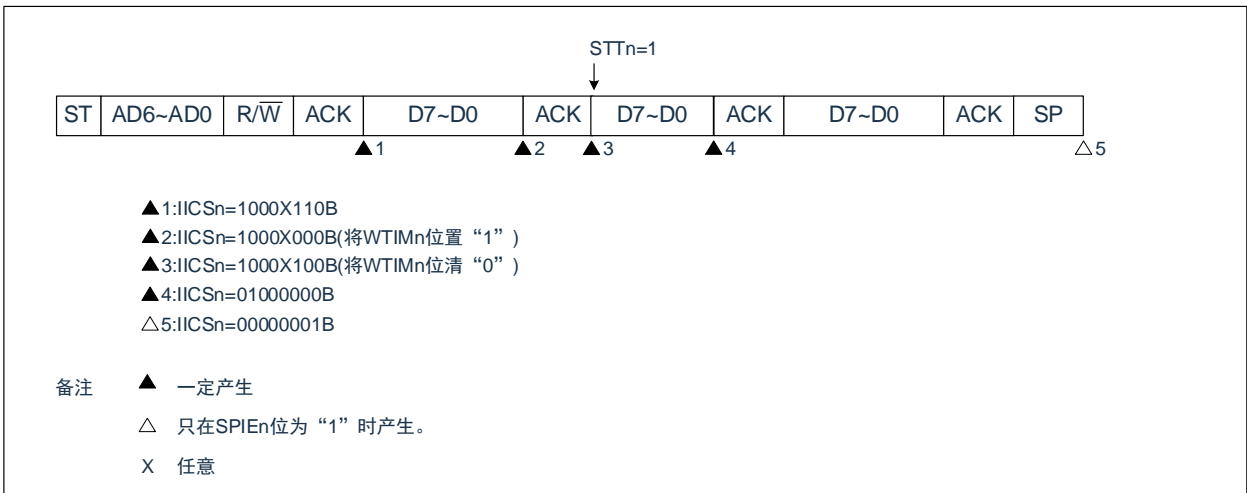 STTn=1
ST AD6~AD0 R/W̅ ACK D7~D0 ACK D7~D0 ACK D7~D0 ACK SP
▲1 ▲2 ▲3 ▲4 △5
▲1:IICSn=1000X110B
▲2:IICSn=1000X000B(将WTIMn位置“1”)
▲3:IICSn=1000X100B(将WTIMn位清“0”)
▲4:IICSn=01000000B
△5:IICSn=00000001B
备注 ▲ 一定产生
△ 只在SPIEn位为“1”时产生。
X 任意